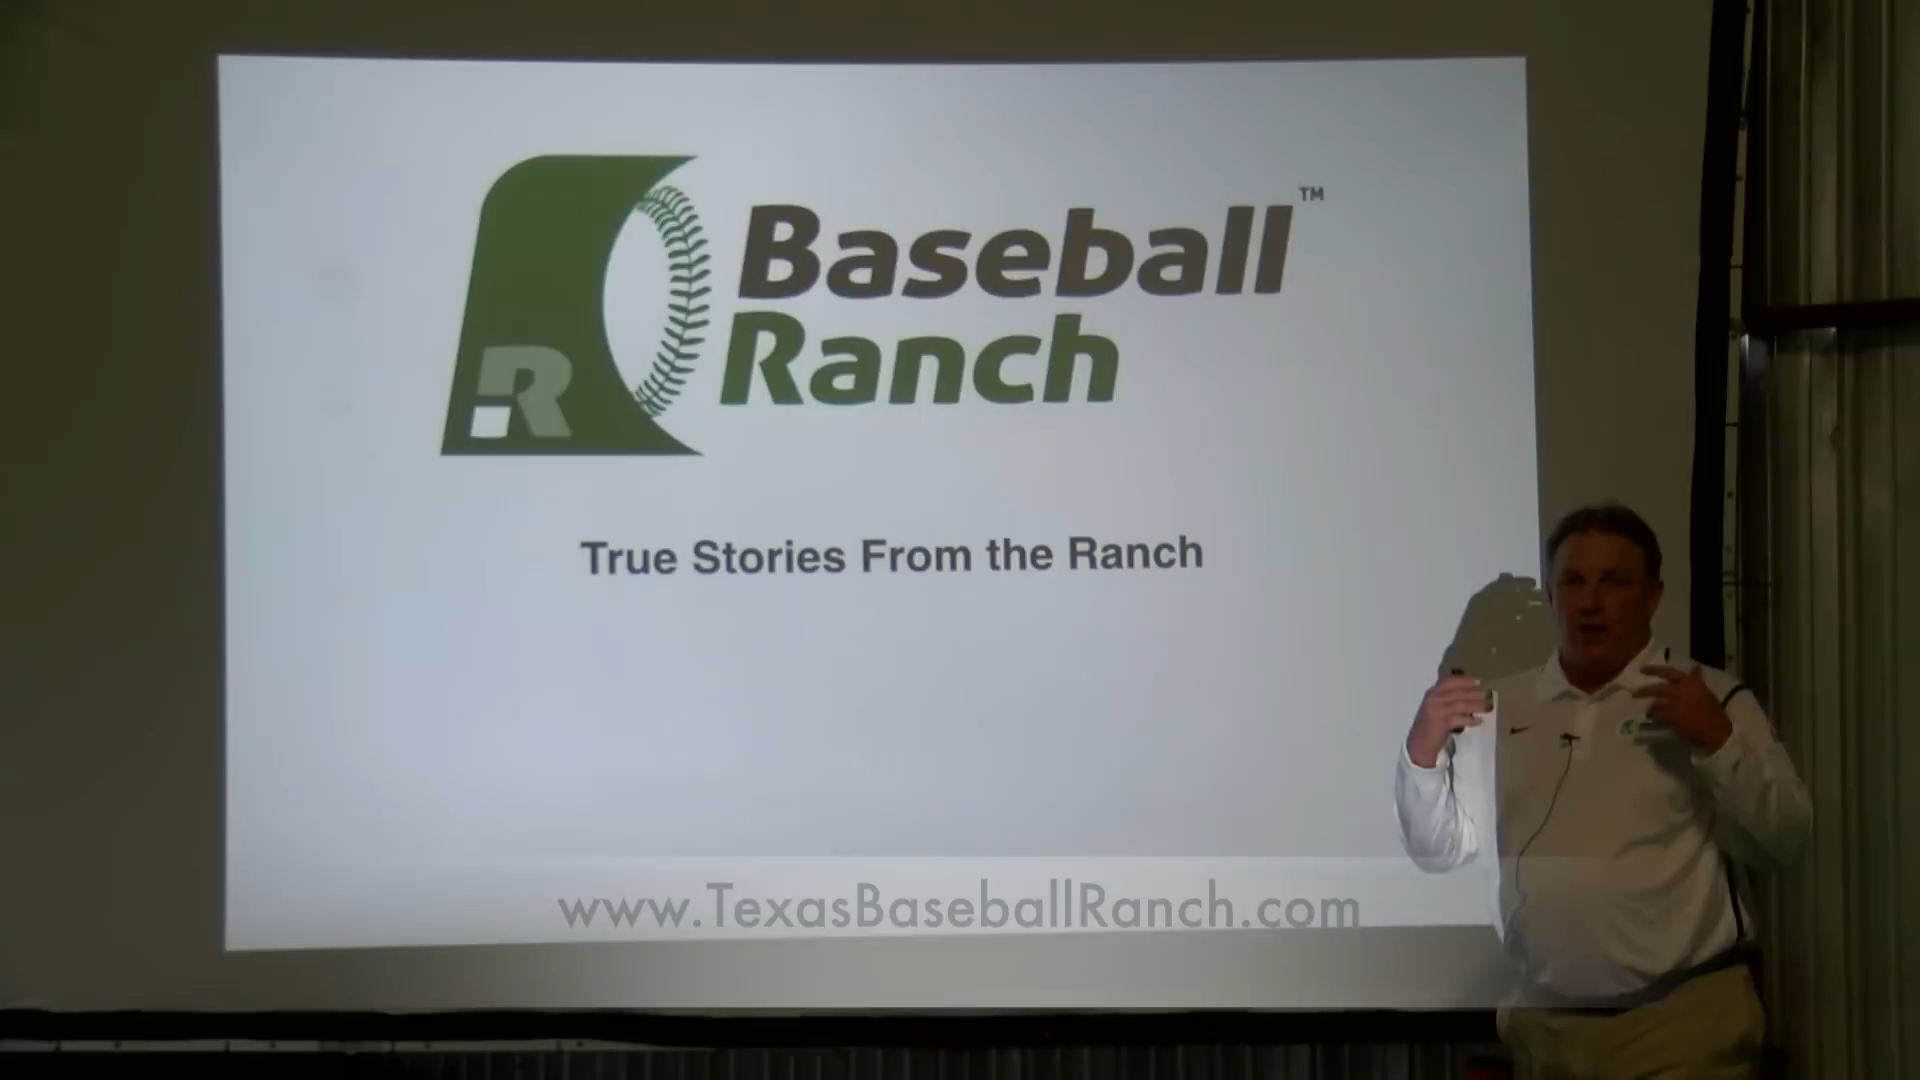 Baseball™
Ranch
R
True Stories From the Ranch
www.TexasBaseballRanch.com